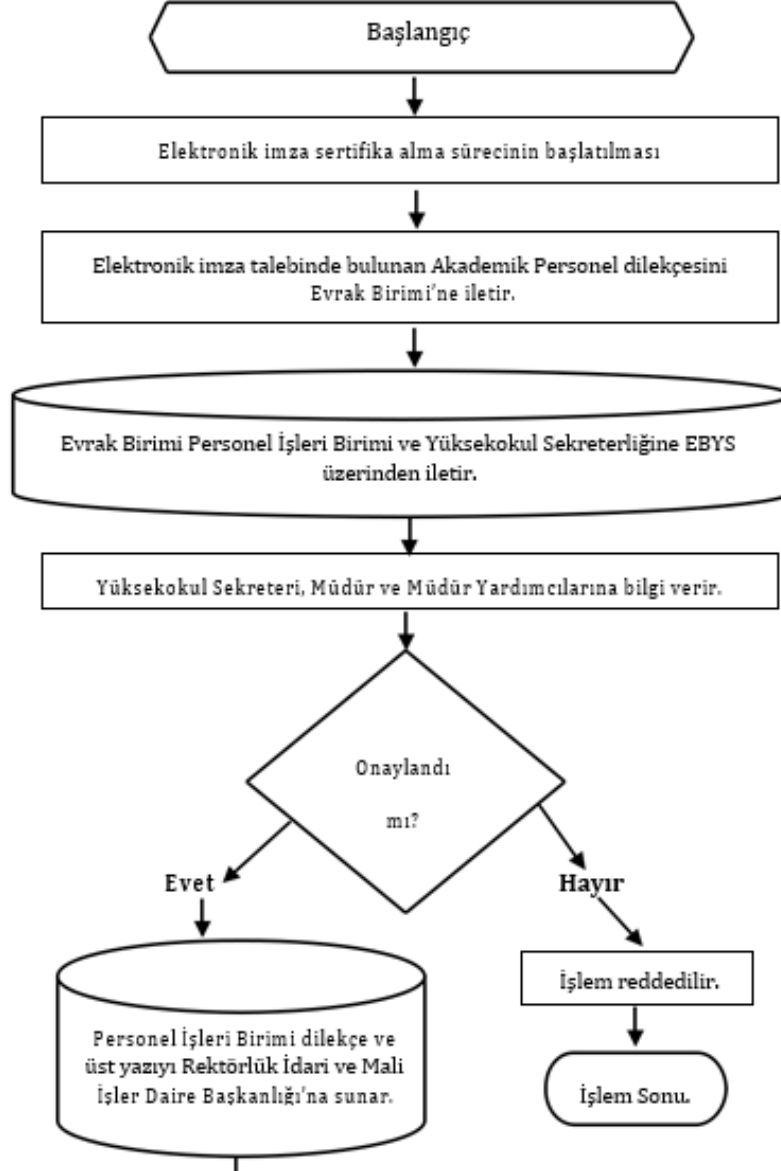 Başlangıç
Elektronik imza sertifika alma sürecinin başlatılması
Elektronik imza talebinde bulunan Akademik Personel dilekçesini
Evrak Birimi'ne iletir.
Evrak Birimi Personel İşleri Birimi ve Yüksekokul Sekreterliğine EBYS
üzerinden iletir.
Yüksekokul Sekreteri, Müdür ve Müdür Yardımcılarına bilgi verir.
Onaylandı
mı?
Evet
Hayır
Personel İşleri Birimi dilekçe ve
üst yazıyı Rektörlük İdari ve Mali
İşler Daire Başkanlığı'na sunar.
İşlem reddedilir.
İşlem Sonu.